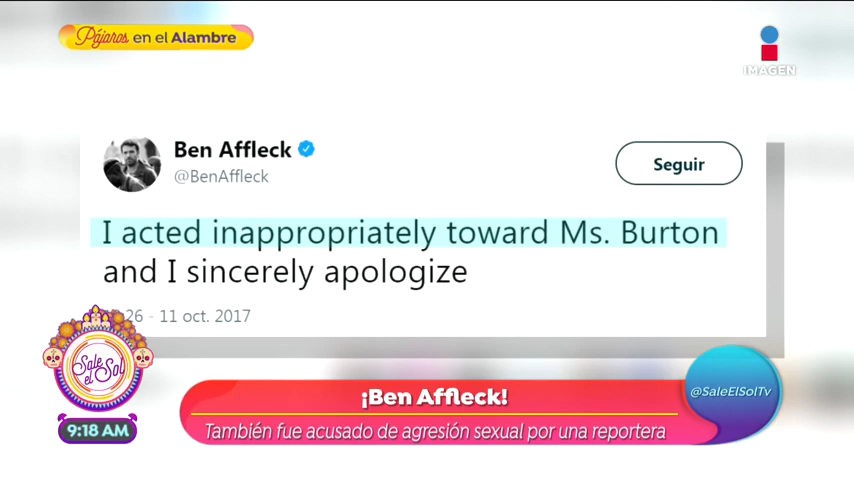 Pájaros en el Alambre
IMAGEN
Ben Affleck
@BenAffleck
Seguir
I acted inappropriately toward Ms. Burton
and I sincerely apologize
26 - 11 oct. 2017
Sale el Sol
9:18 AM
¡Ben Affleck!
También fue acusado de agresión sexual por una reportera
@SaleElSolTv